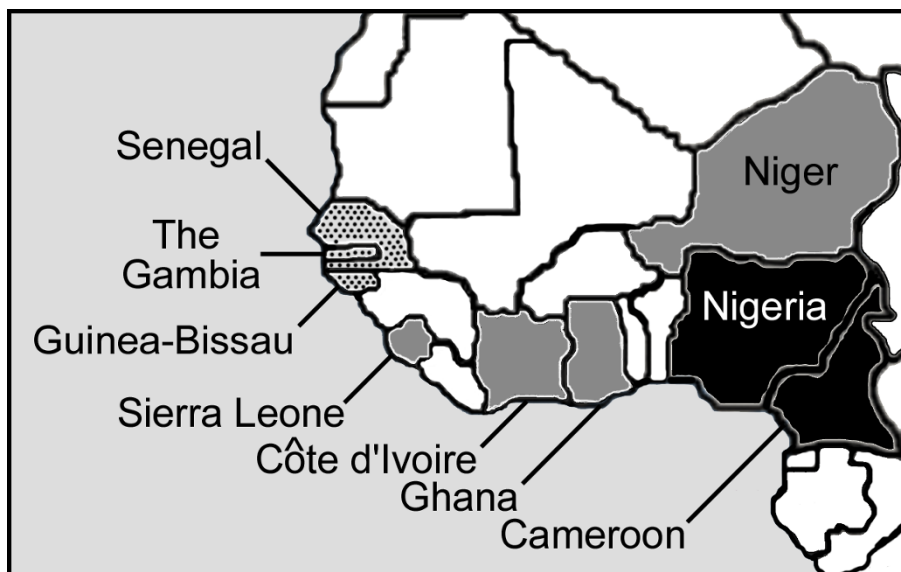 Senegal
Niger
The
Gambia
Nigeria
Guinea-Bissau
Sierra Leone
Côte d'Ivoire
Ghana
Cameroon